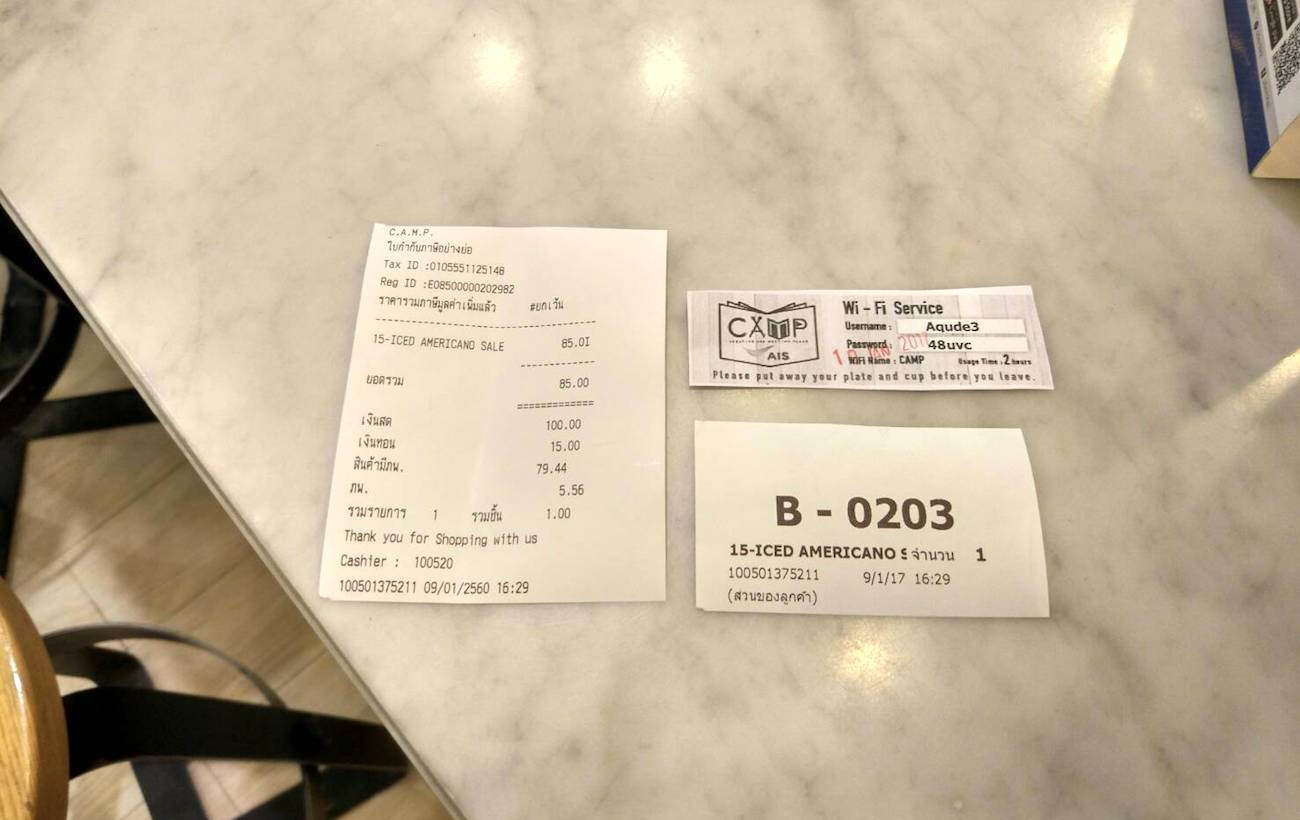 C.A.M.P.
ใบกำกับภาษีอย่างย่อ
Tax ID :0105551125148
Reg ID :E08500000202982
ราคารวมภาษีมูลค่าเพิ่มแล้ว #ยกเว้น
15-ICED AMERICANO SALE 85.0I
ยอดรวม 85.00
เงินสด 100.00
เงินทอน 15.00
สินค้ามีภพ. 79.44
ภพ. 5.56
รวมรายการ 1 รวมชิ้น 1.00
Thank you for Shopping with us
Cashier : 100520
100501375211 09/01/2560 16:29
CAMP
AIS
Wi-Fi Service
Username : Aqude3
Password : 48uvc
WiFi Name : CAMP Usage Time : 2 hours
JAN 2017
Please put away your plate and cup before you leave.
B - 0203
15-ICED AMERICANO S จำนวน 1
100501375211 9/1/17 16:29
(ส่วนของลูกค้า)